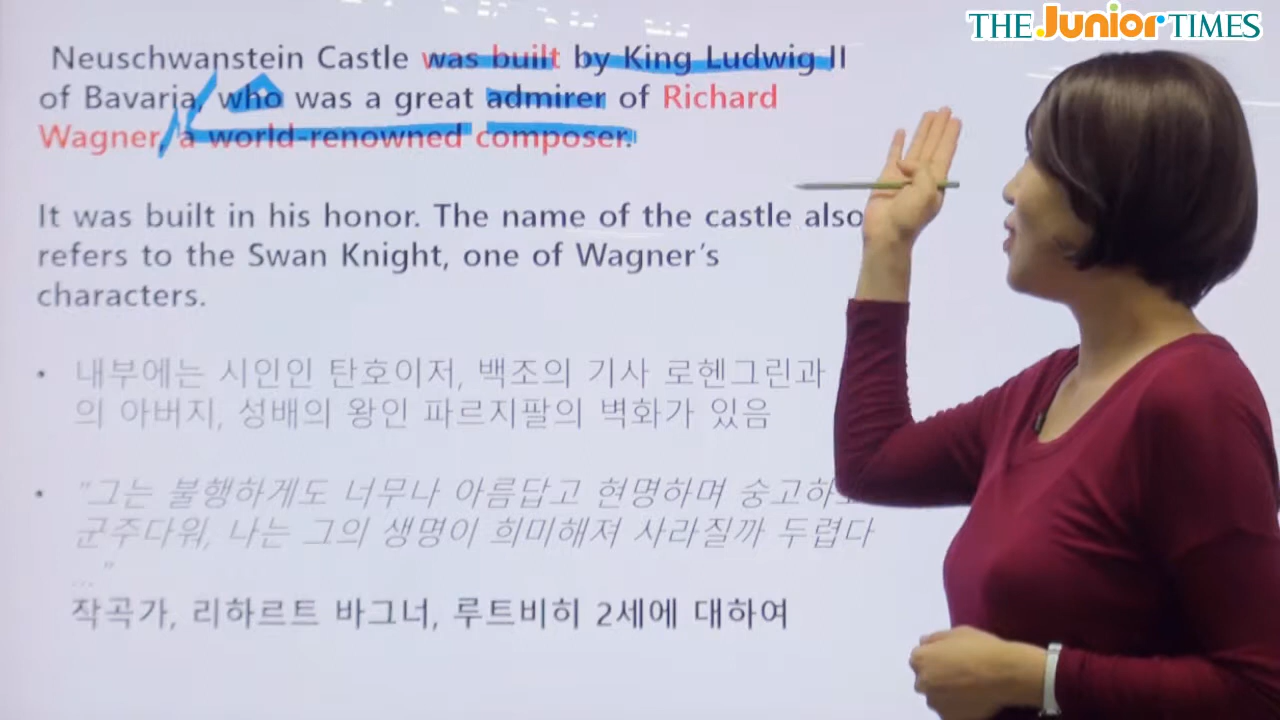 THE Junior TIMES
Neuschwanstein Castle was built by King Ludwig II
of Bavaria, who was a great admirer of Richard
Wagner, a world-renowned composer.
It was built in his honor. The name of the castle also
refers to the Swan Knight, one of Wagner's
characters.
• 내부에는 시인인 탄호이저, 백조의 기사 로헨그린과
의 아버지, 성배의 왕인 파르지팔의 벽화가 있음
• "그는 불행하게도 너무나 아름답고 현명하며 숭고하
군주다워, 나는 그의 생명이 희미해져 사라질까 두렵다
..."
작곡가, 리하르트 바그너, 루트비히 2세에 대하여